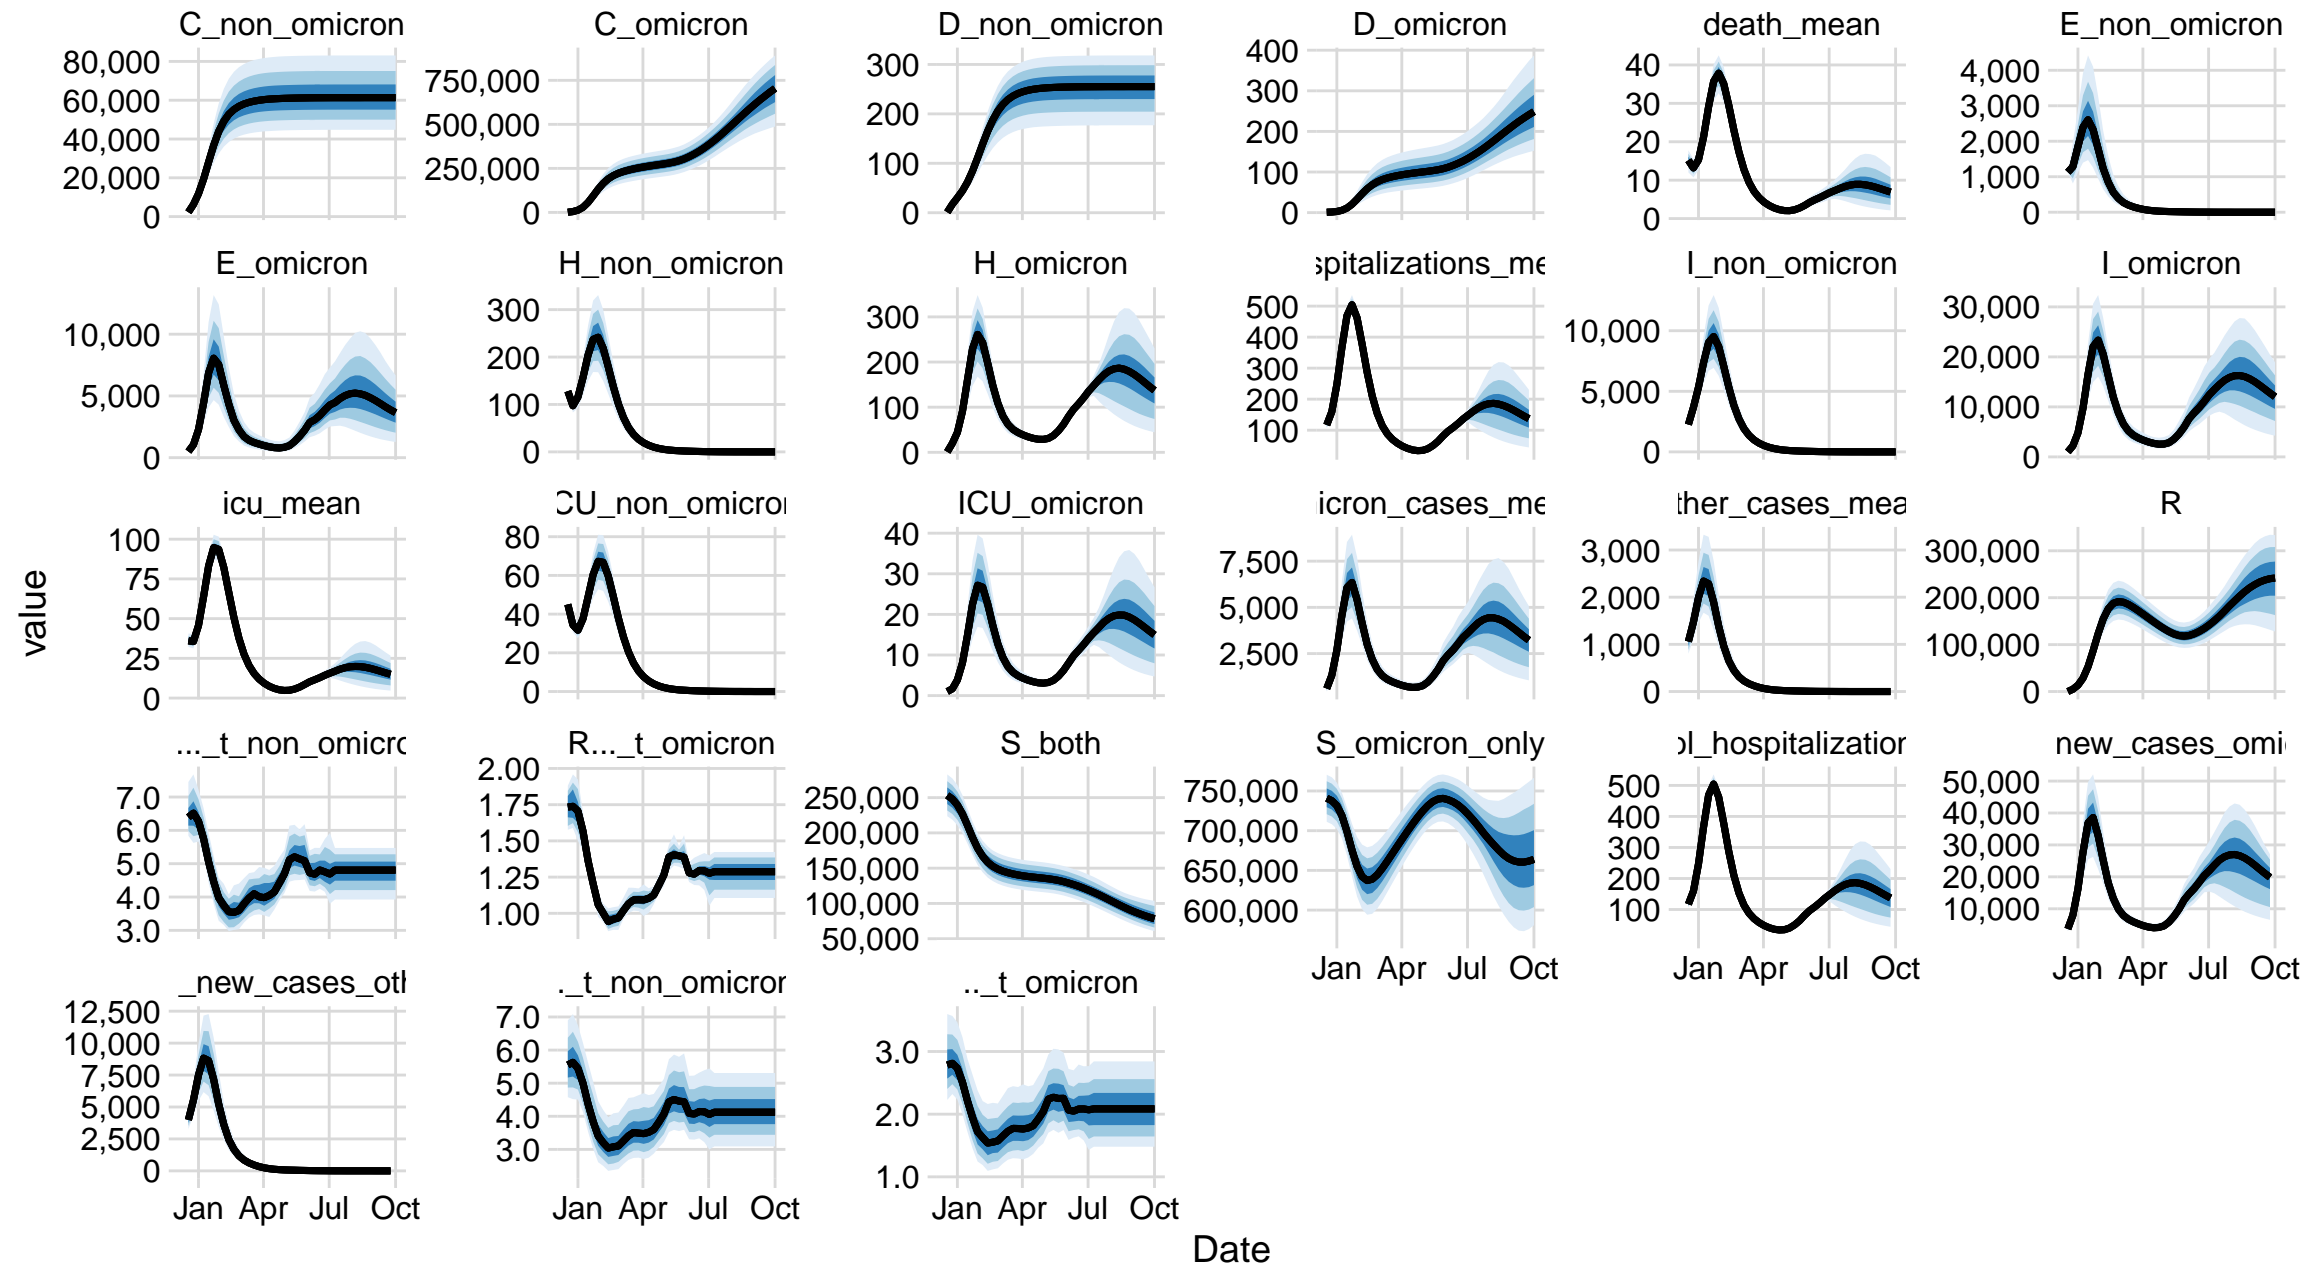 C_non_omicron C_omicron D_non_omicron D_omicron death_mean E_non_omicron
80,000 60,000 40,000 20,000 0
750,000 500,000 250,000 0
300 200 100 0
400 300 200 100 0
40 30 20 10 0
4,000 3,000 2,000 1,000 0
E_omicron H_non_omicron H_omicron spitalizations_me I_non_omicron I_omicron
10,000 5,000 0
300 200 100 0
300 200 100 0
500 400 300 200 100
10,000 5,000 0
30,000 20,000 10,000 0
icu_mean CU_non_omicron ICU_omicron icron_cases_me ther_cases_mea R
100 75 50 25 0
80 60 40 20 0
40 30 20 10 0
7,500 5,000 2,500
3,000 2,000 1,000 0
300,000 200,000 100,000 0
..._t_non_omicro R..._t_omicron S_both S_omicron_only ol_hospitalization new_cases_omi
7.0 6.0 5.0 4.0 3.0
2.00 1.75 1.50 1.25 1.00
250,000 200,000 150,000 100,000 50,000
750,000 700,000 650,000 600,000
500 400 300 200 100
50,000 40,000 30,000 20,000 10,000
Jan Apr Jul Oct Jan Apr Jul Oct Jan Apr Jul Oct
_new_cases_oth ._t_non_omicron .._t_omicron
12,500 10,000 7,500 5,000 2,500 0
7.0 6.0 5.0 4.0 3.0
3.0 2.0 1.0
Jan Apr Jul Oct Jan Apr Jul Oct Jan Apr Jul Oct
value
Date